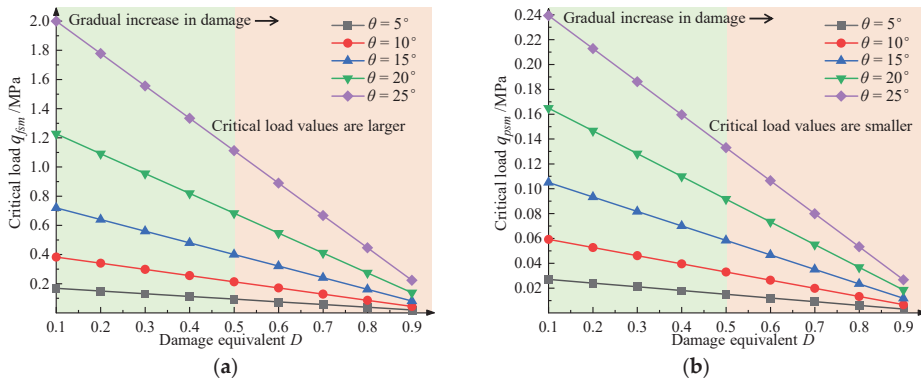 Gradual increase in damage
θ = 5°
θ = 10°
θ = 15°
θ = 20°
θ = 25°
Critical load values are larger
Critical load q_fsm /MPa
2.0
1.8
1.6
1.4
1.2
1.0
0.8
0.6
0.4
0.2
0.1 0.2 0.3 0.4 0.5 0.6 0.7 0.8 0.9
Damage equivalent D
(a)
Gradual increase in damage
θ = 5°
θ = 10°
θ = 15°
θ = 20°
θ = 25°
Critical load values are smaller
Critical load q_psm /MPa
0.24
0.22
0.20
0.18
0.16
0.14
0.12
0.10
0.08
0.06
0.04
0.02
0.1 0.2 0.3 0.4 0.5 0.6 0.7 0.8 0.9
Damage equivalent D
(b)